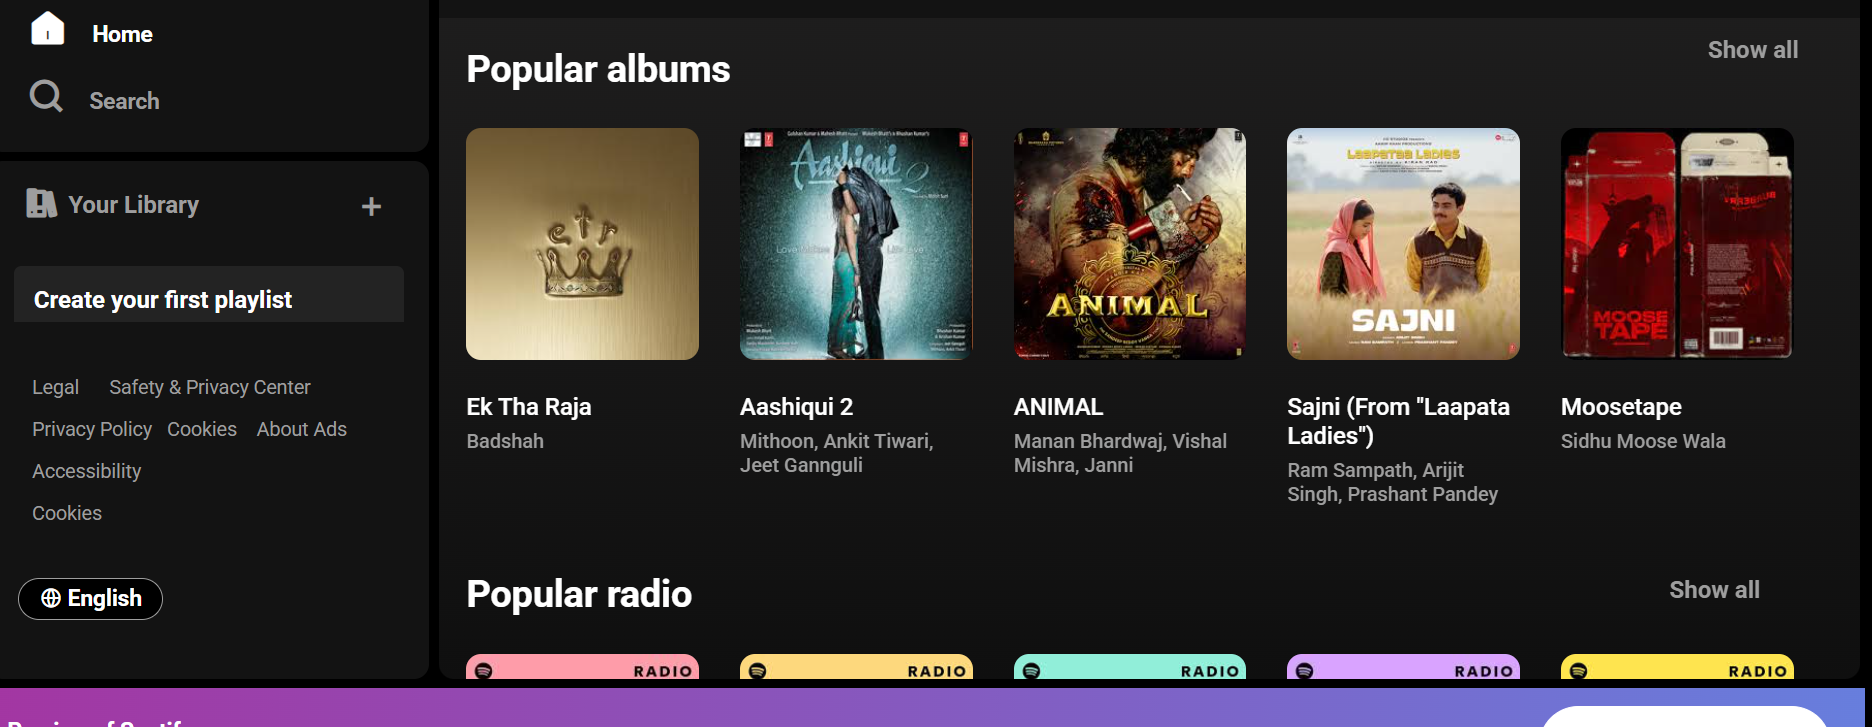 Home
Search
Your Library
+
Create your first playlist
Legal Safety & Privacy Center
Privacy Policy Cookies About Ads
Accessibility
Cookies
English
Popular albums
Show all
etr
Aashiqui 2
ANIMAL
LAAPATAA LADIES
SAJNI
MOOSE
TAPE
Ek Tha Raja
Badshah
Aashiqui 2
Mithoon, Ankit Tiwari,
Jeet Gannguli
ANIMAL
Manan Bhardwaj, Vishal
Mishra, Janni
Sajni (From "Laapata
Ladies")
Ram Sampath, Arijit
Singh, Prashant Pandey
Moosetape
Sidhu Moose Wala
Popular radio
Show all
RADIO
RADIO
RADIO
RADIO
RADIO